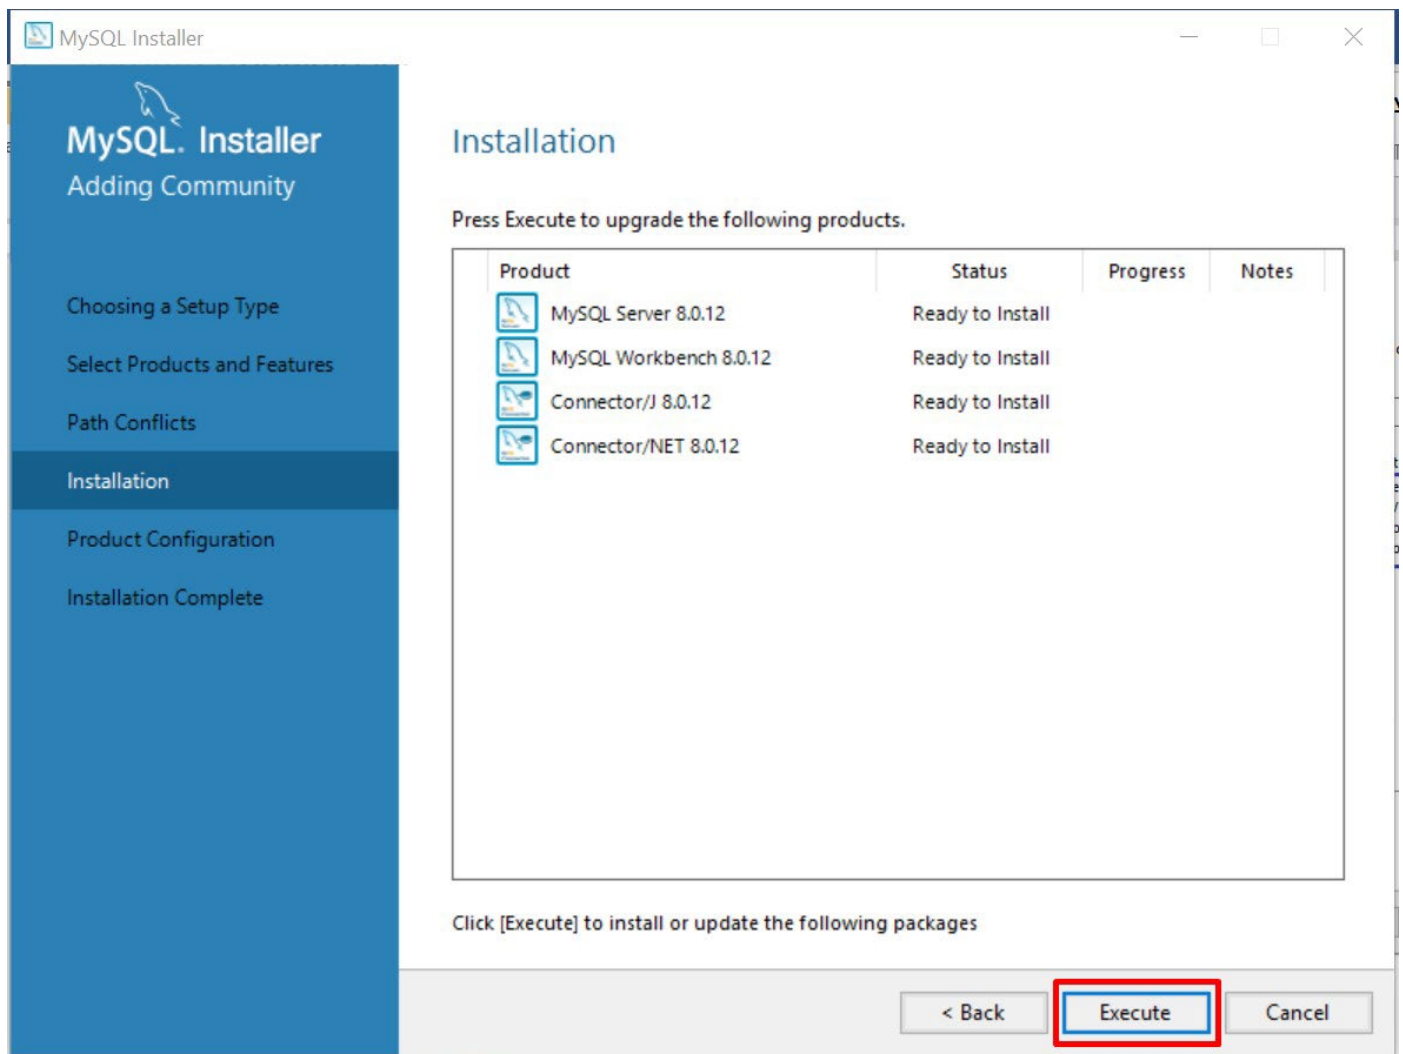 MySQL Installer
MySQL. Installer
Adding Community
Choosing a Setup Type
Select Products and Features
Path Conflicts
Installation
Product Configuration
Installation Complete
Installation
Press Execute to upgrade the following products.
Product Status Progress Notes
MySQL Server 8.0.12 Ready to Install
MySQL Workbench 8.0.12 Ready to Install
Connector/J 8.0.12 Ready to Install
Connector/NET 8.0.12 Ready to Install
Click [Execute] to install or update the following packages
< Back Execute Cancel